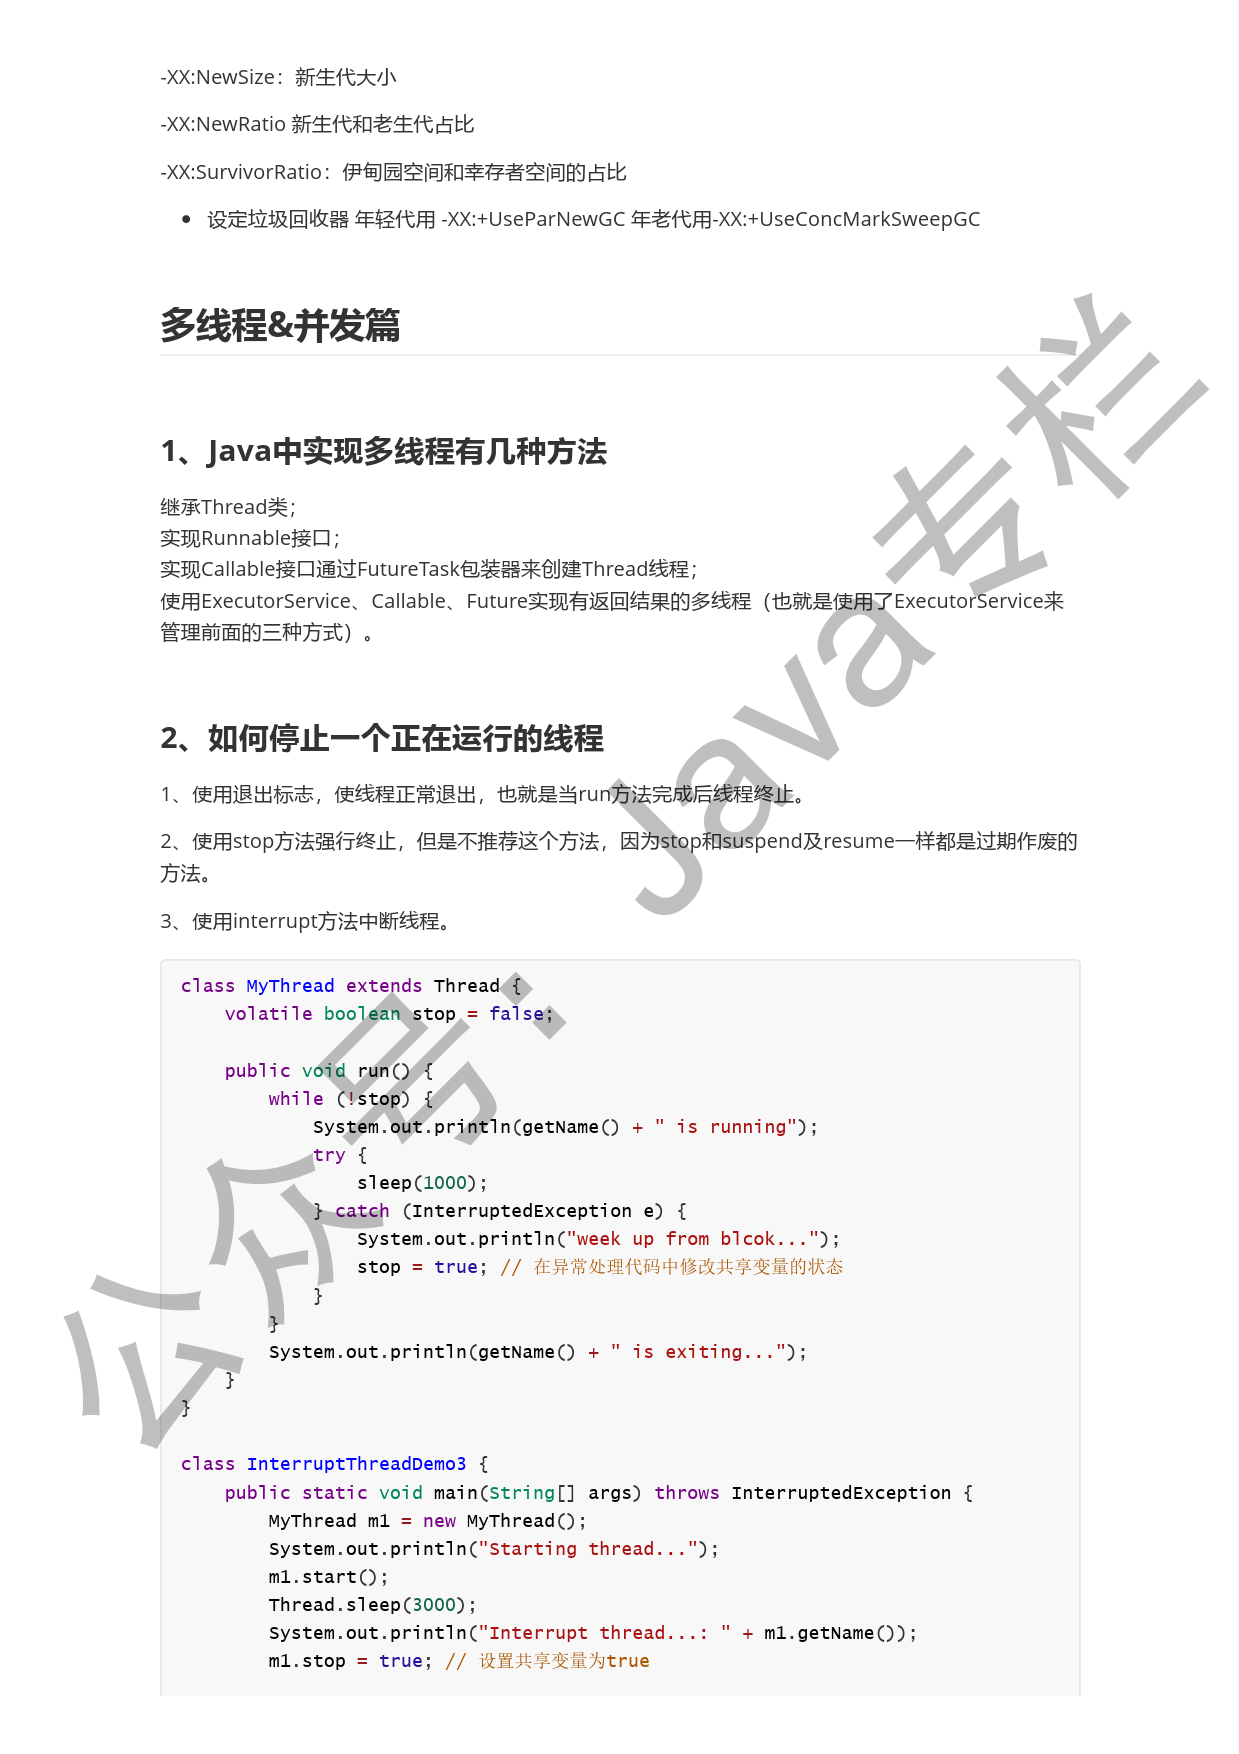 -XX:NewSize：新生代大小
-XX:NewRatio 新生代和老生代占比
-XX:SurvivorRatio：伊甸园空间和幸存者空间的占比
• 设定垃圾回收器 年轻代用 -XX:+UseParNewGC 年老代用-XX:+UseConcMarkSweepGC
多线程&并发篇
1、Java中实现多线程有几种方法
继承Thread类；
实现Runnable接口；
实现Callable接口通过FutureTask包装器来创建Thread线程；
使用ExecutorService、Callable、Future实现有返回结果的多线程（也就是使用了ExecutorService来
管理前面的三种方式）。
2、如何停止一个正在运行的线程
1、使用退出标志，使线程正常退出，也就是当run方法完成后线程终止。
2、使用stop方法强行终止，但是不推荐这个方法，因为stop和suspend及resume一样都是过期作废的
方法。
3、使用interrupt方法中断线程。
class MyThread extends Thread {
    volatile boolean stop = false;
    public void run() {
        while (!stop) {
            System.out.println(getName() + " is running");
            try {
                sleep(1000);
            } catch (InterruptedException e) {
                System.out.println("week up from blcok...");
                stop = true; // 在异常处理代码中修改共享变量的状态
            }
        }
        System.out.println(getName() + " is exiting...");
    }
}
class InterruptThreadDemo3 {
    public static void main(String[] args) throws InterruptedException {
        MyThread m1 = new MyThread();
        System.out.println("Starting thread...");
        m1.start();
        Thread.sleep(3000);
        System.out.println("Interrupt thread...: " + m1.getName());
        m1.stop = true; // 设置共享变量为true
公众号：Java专栏